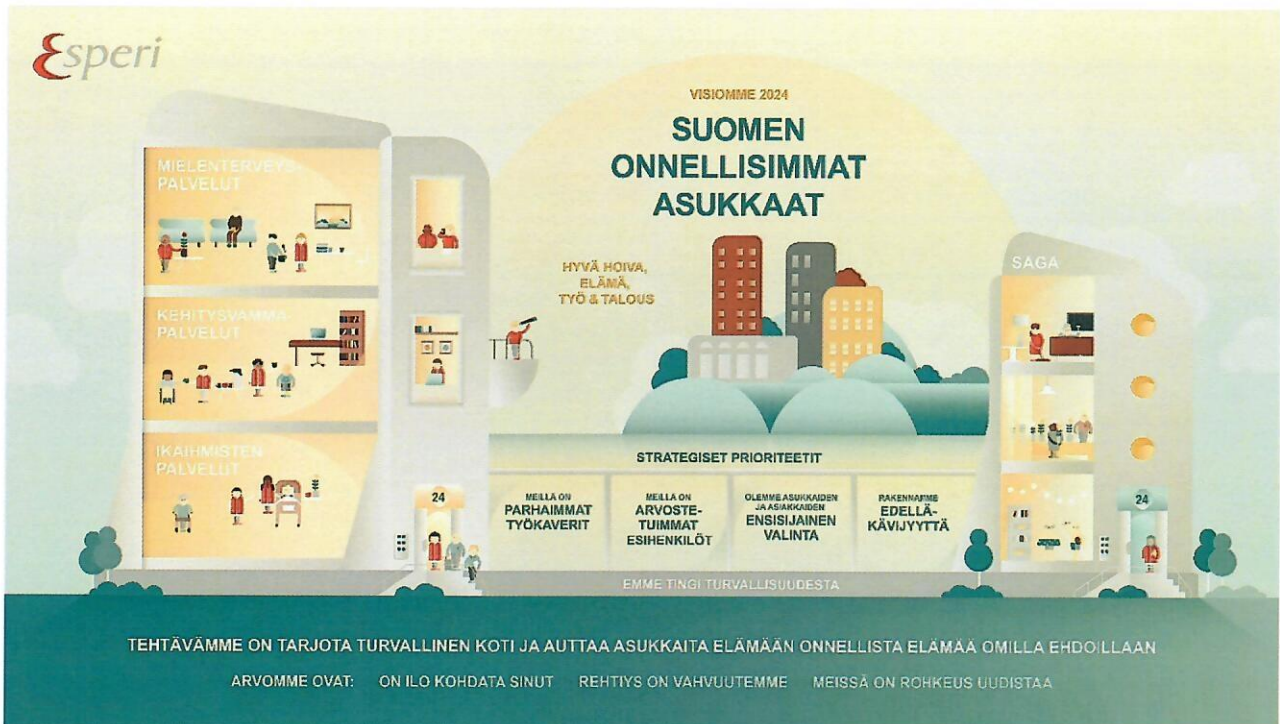 Esperi
VISIOMME 2024
SUOMEN
ONNELLISIMMAT
ASUKKAAT
HYVÄ HOIVA,
ELÄMÄ,
TYÖ & TALOUS
MIELENTERVEYS-
PALVELUT
KEHITYSVAMMA-
PALVELUT
IKÄIHMISTEN
PALVELUT
24
SAGA
24
STRATEGISET PRIORITEETIT
MEILLÄ ON
PARHAIMMAT
TYÖKAVERIT
MEILLÄ ON
ARVOSTE-
TUIMMAT
ESIHENKILÖT
OLEMME ASUKKAIDEN
JA ASIAKKAIDEN
ENSISIJAINEN
VALINTA
RAKENNAMME
EDELLÄ-
KÄVIJYYTTÄ
EMME TINGI TURVALLISUUDESTA
TEHTÄVÄMME ON TARJOTA TURVALLINEN KOTI JA AUTTAA ASUKKAITA ELÄMÄÄN ONNELLISTA ELÄMÄÄ OMILLA EHDOILLAAN
ARVOMME OVAT: ON ILO KOHDATA SINUT REHTIYS ON VAHVUUTEMME MEISSÄ ON ROHKEUS UUDISTAA